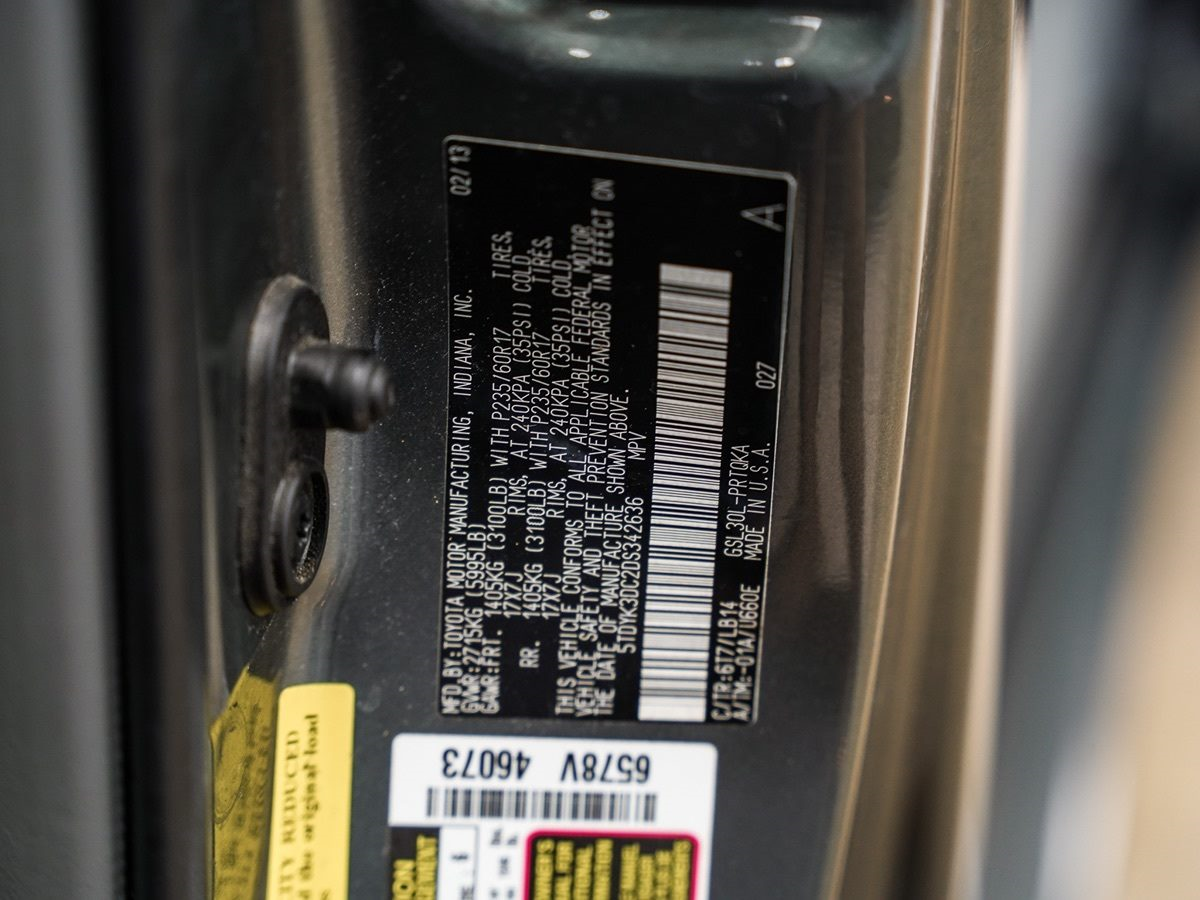 MFD.BY:TOYOTA MOTOR MANUFACTURING, INDIANA, INC. 02/13
GVWR:2715KG (5995LB)
GAWR:FRT. 1405KG (3100LB) WITH P235/60R17 TIRES,
17X7J RIMS, AT 240KPA (35PSI) COLD.
RR. 1405KG (3100LB) WITH P235/60R17 TIRES,
17X7J RIMS, AT 240KPA (35PSI) COLD.
THIS VEHICLE CONFORMS TO ALL APPLICABLE FEDERAL MOTOR
VEHICLE SAFETY AND THEFT PREVENTION STANDARDS IN EFFECT ON
THE DATE OF MANUFACTURE SHOWN ABOVE.
5TDYK3DC2DS342636 MPV
A
C/TR:6T7/LB14 GSL30L-PRTQKA 027
A/TM:-01A/U660E MADE IN U.S.A.
6578V 46073
REDUCED
the original load